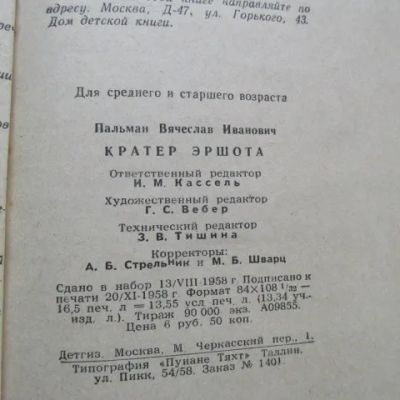 книге направляйте по
адресу: Москва, Д-47, ул. Горького, 43.
Дом детской книги.
Для среднего и старшего возраста
Пальман Вячеслав Иванович
КРАТЕР ЭРШОТА
Ответственный редактор
И. М. Кассель
Художественный редактор
Г. С. Вебер
Технический редактор
З. В. Тишина
Корректоры:
А. Б. Стрельник и М. Б. Шварц
Сдано в набор 13/VIII-1958 г. Подписано к
печати 20/XI-1958 г. Формат 84×108 1/32 —
16,5 печ. л = 13,55 усл печ. л. (13,34 уч.-
изд. л.). Тираж 90 000 экз. А09855.
Цена 6 руб. 50 коп.
Детгиз. Москва, М. Черкасский пер., 1.
Типография «Пунане Тяхт» Таллин,
ул. Пикк, 54/58. Заказ № 1401.